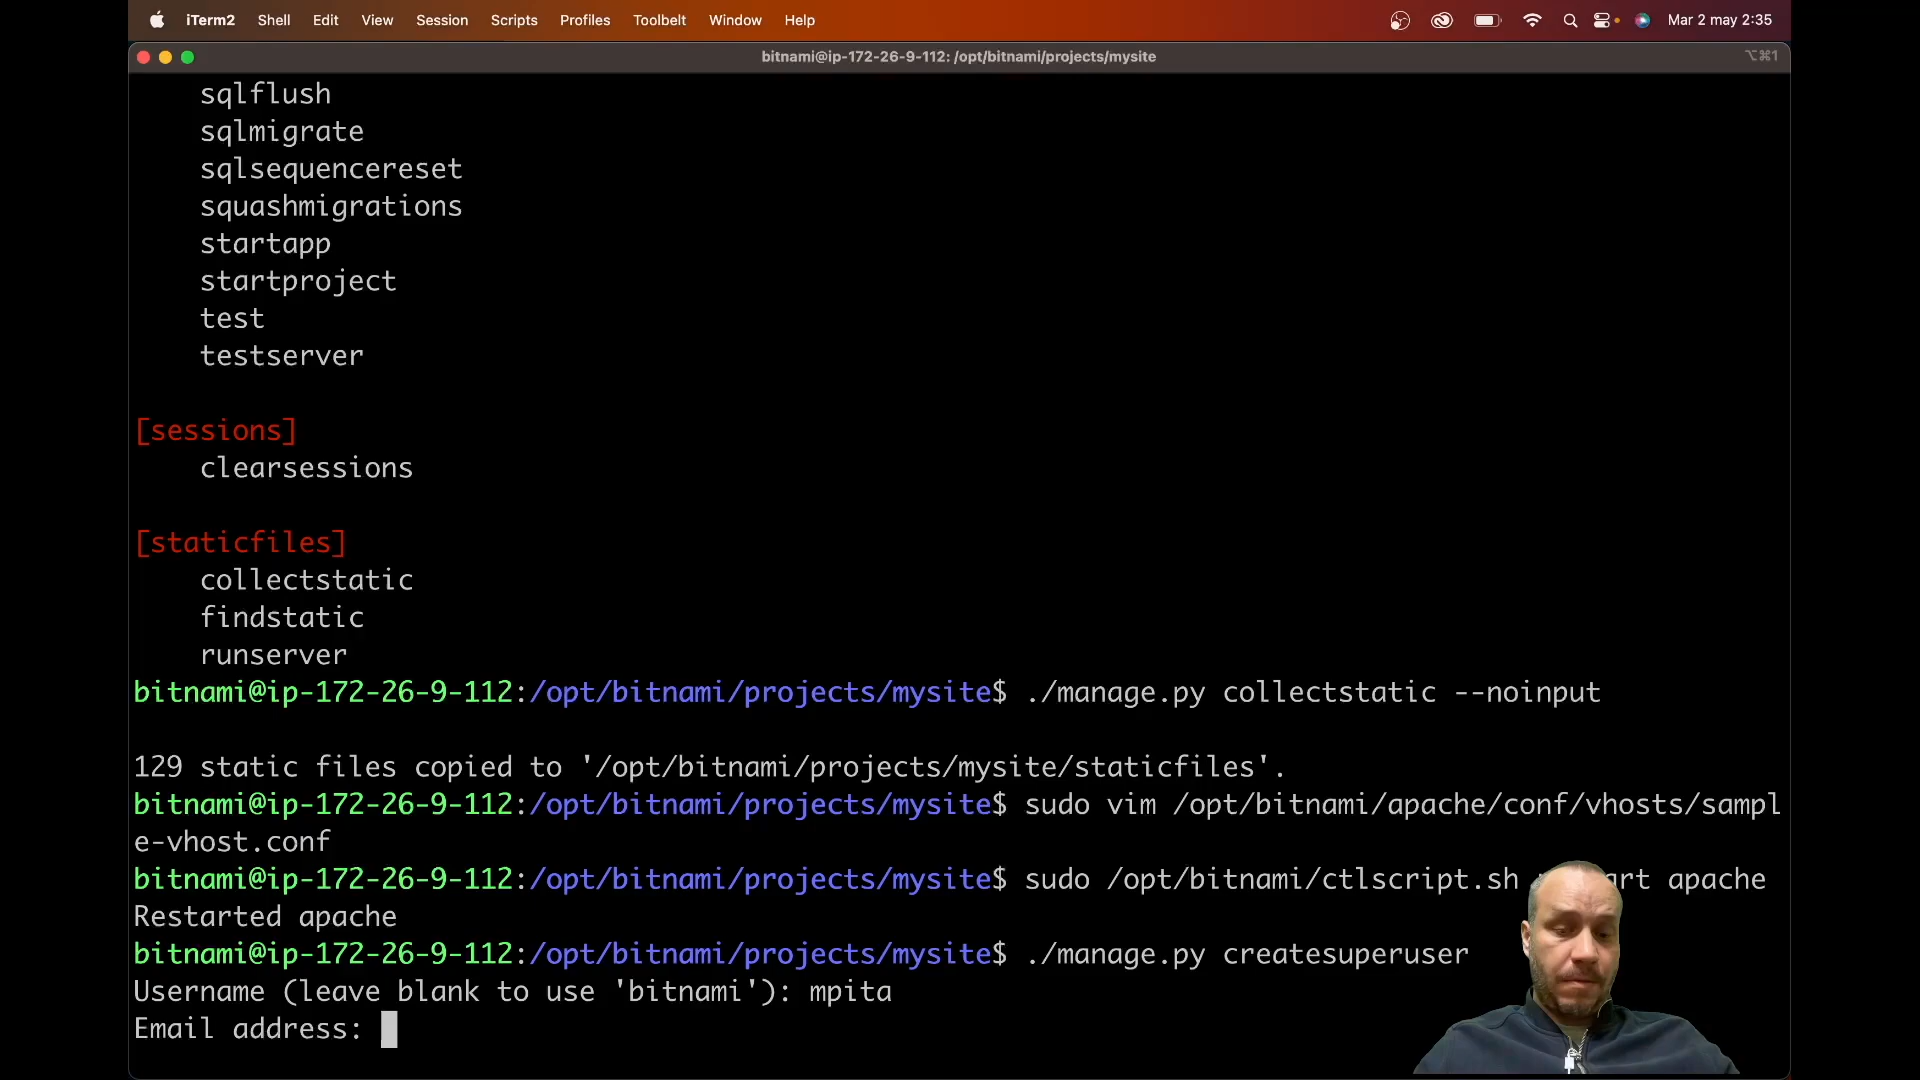 iTerm2 Shell Edit View Session Scripts Profiles Toolbelt Window Help Mar 2 may 2:35
bitnami@ip-172-26-9-112: /opt/bitnami/projects/mysite ⌥⌘1
sqlflush
sqlmigrate
sqlsequencereset
squashmigrations
startapp
startproject
test
testserver
[sessions]
clearsessions
[staticfiles]
collectstatic
findstatic
runserver
bitnami@ip-172-26-9-112:/opt/bitnami/projects/mysite$ ./manage.py collectstatic --noinput
129 static files copied to '/opt/bitnami/projects/mysite/staticfiles'.
bitnami@ip-172-26-9-112:/opt/bitnami/projects/mysite$ sudo vim /opt/bitnami/apache/conf/vhosts/sampl
e-vhost.conf
bitnami@ip-172-26-9-112:/opt/bitnami/projects/mysite$ sudo /opt/bitnami/ctlscript.sh apache
Restarted apache
bitnami@ip-172-26-9-112:/opt/bitnami/projects/mysite$ ./manage.py createsuperuser
Username (leave blank to use 'bitnami'): mpita
Email address: